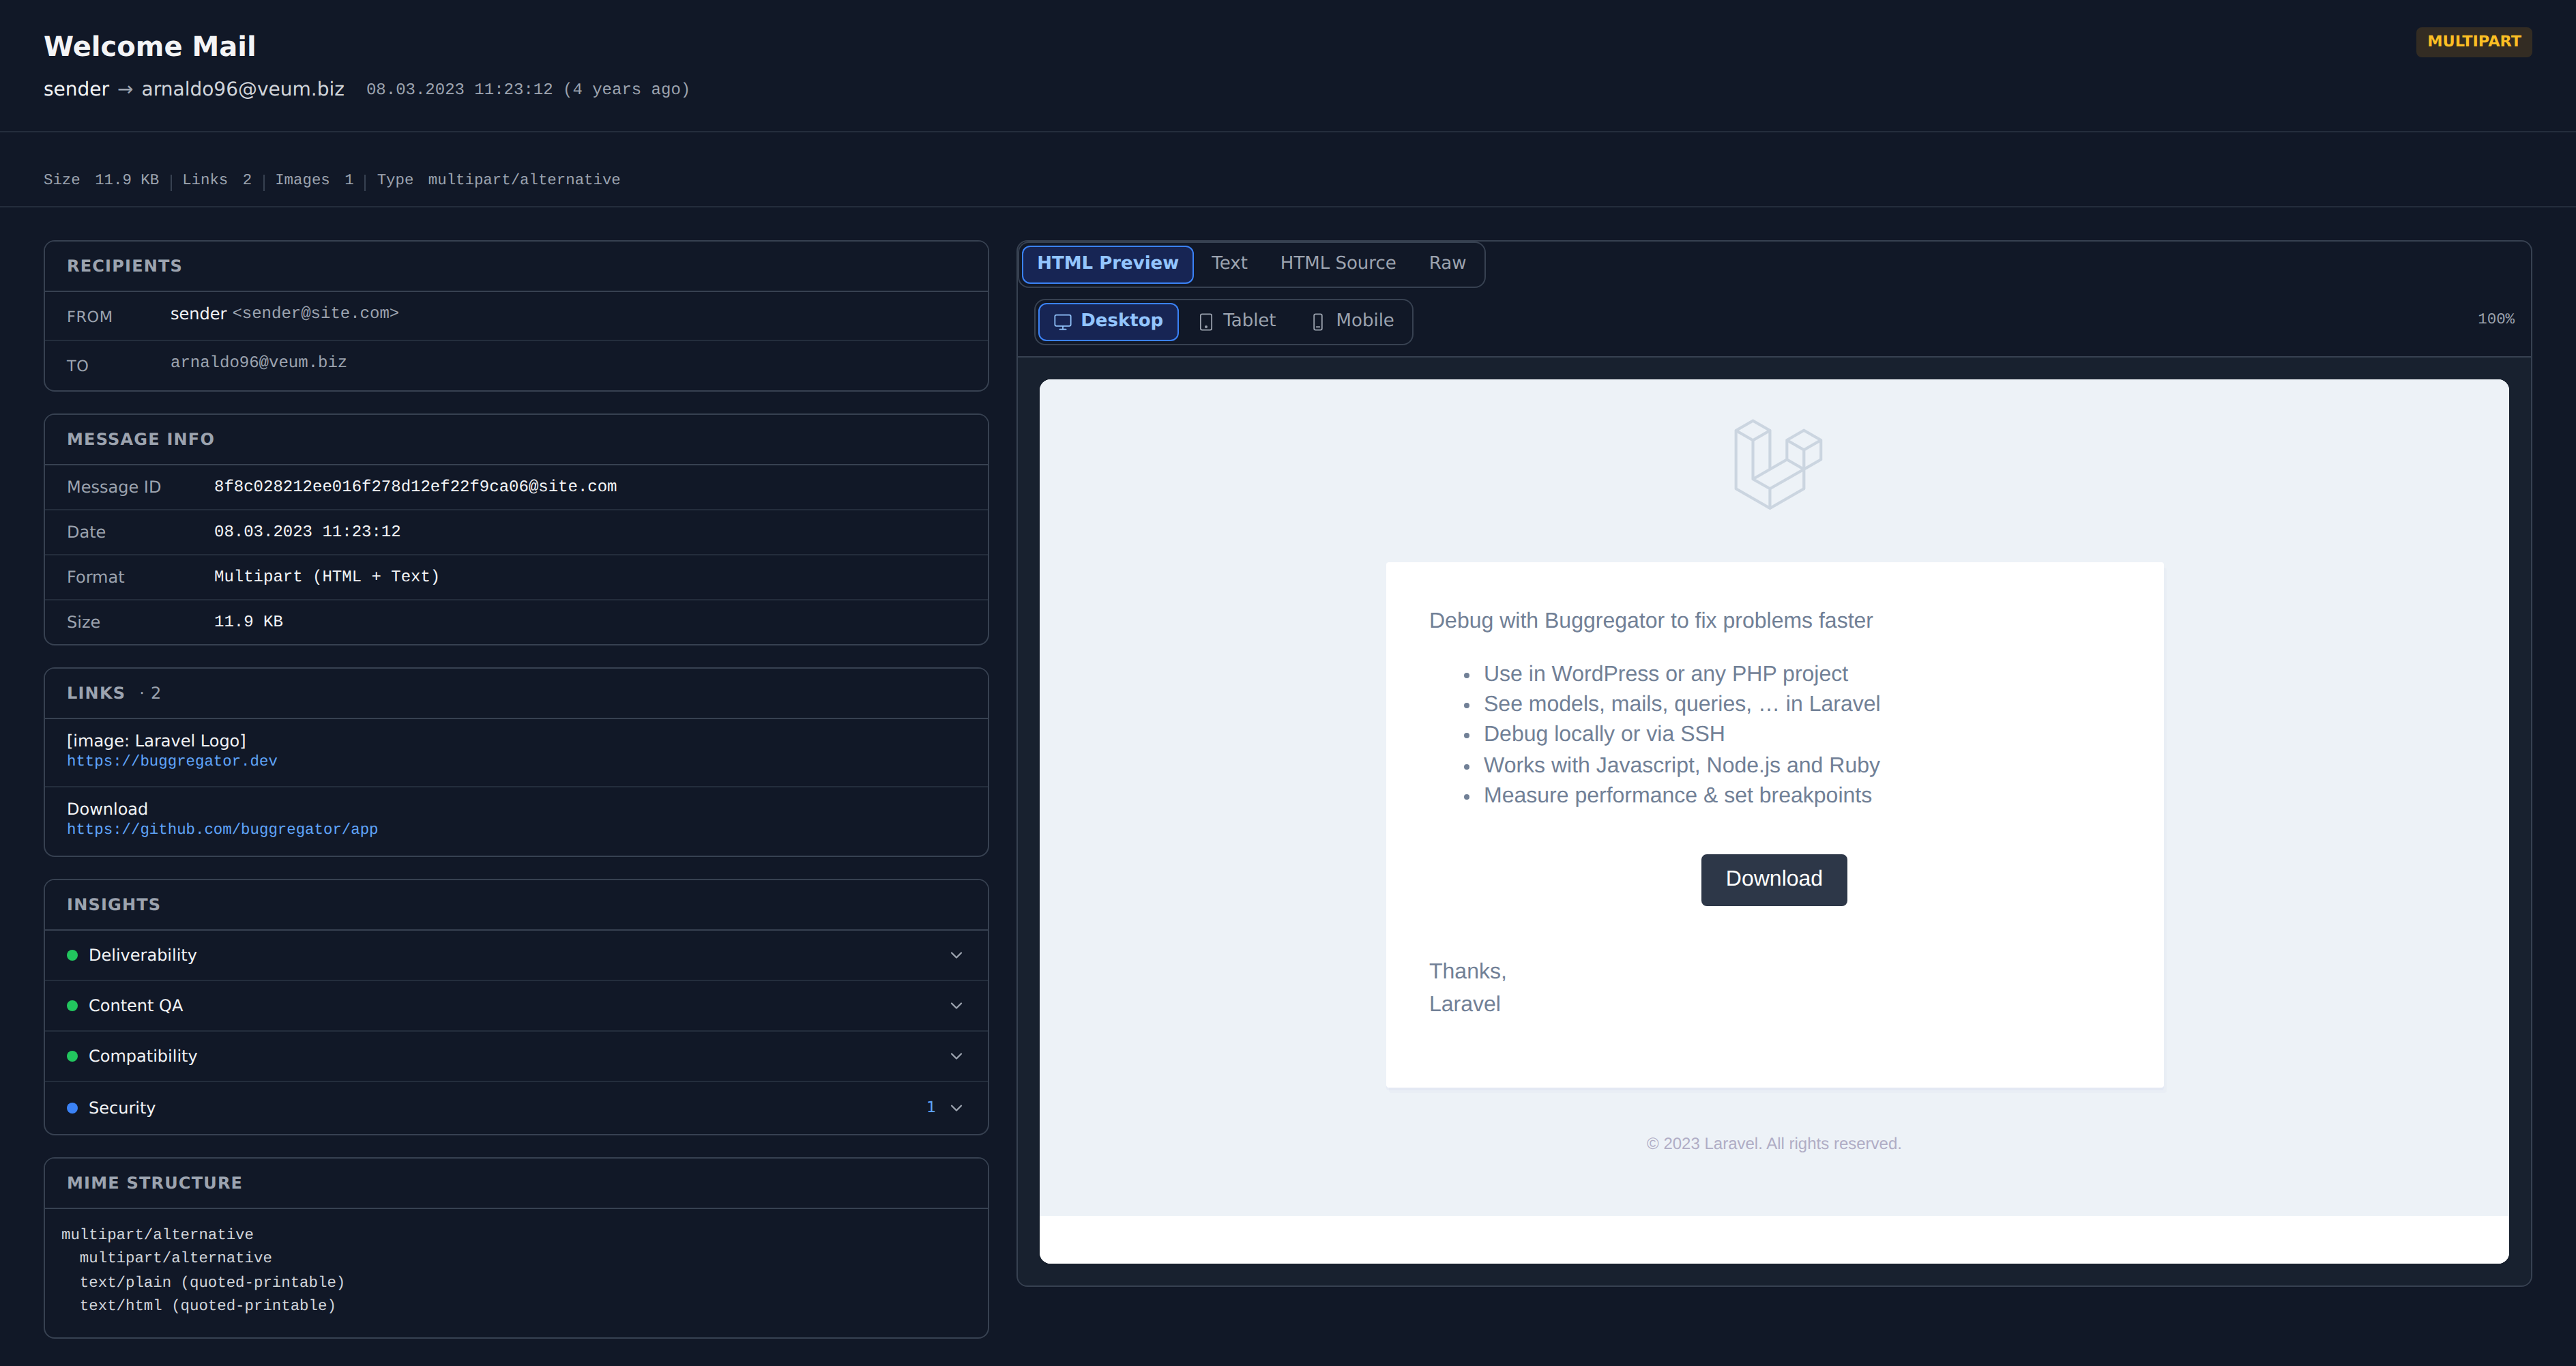 Welcome Mail
MULTIPART
sender → arnaldo96@veum.biz 08.03.2023 11:23:12 (4 years ago)
Size 11.9 KB | Links 2 | Images 1 | Type multipart/alternative
RECIPIENTS
FROM sender <sender@site.com>
TO arnaldo96@veum.biz
MESSAGE INFO
Message ID 8f8c028212ee016f278d12ef22f9ca06@site.com
Date 08.03.2023 11:23:12
Format Multipart (HTML + Text)
Size 11.9 KB
LINKS · 2
[image: Laravel Logo]
https://buggregator.dev
Download
https://github.com/buggregator/app
INSIGHTS
Deliverability
Content QA
Compatibility
Security 1
MIME STRUCTURE
multipart/alternative
multipart/alternative
text/plain (quoted-printable)
text/html (quoted-printable)
HTML Preview Text HTML Source Raw
Desktop Tablet Mobile 100%
Debug with Buggregator to fix problems faster
• Use in WordPress or any PHP project
• See models, mails, queries, … in Laravel
• Debug locally or via SSH
• Works with Javascript, Node.js and Ruby
• Measure performance & set breakpoints
Download
Thanks,
Laravel
© 2023 Laravel. All rights reserved.